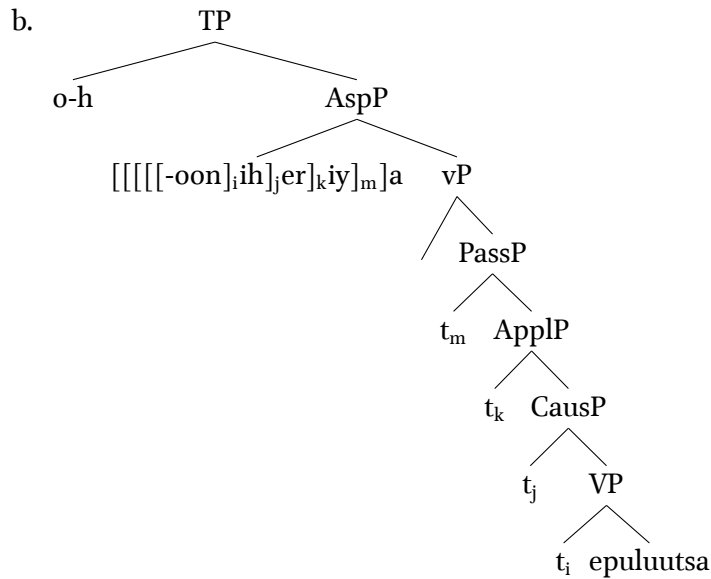 b.
TP
o-h AspP
[[[[[-oon]ᵢih]ⱼer]ₖiy]ₘ]a vP
PassP
tₘ ApplP
tₖ CausP
tⱼ VP
tᵢ epuluutsa